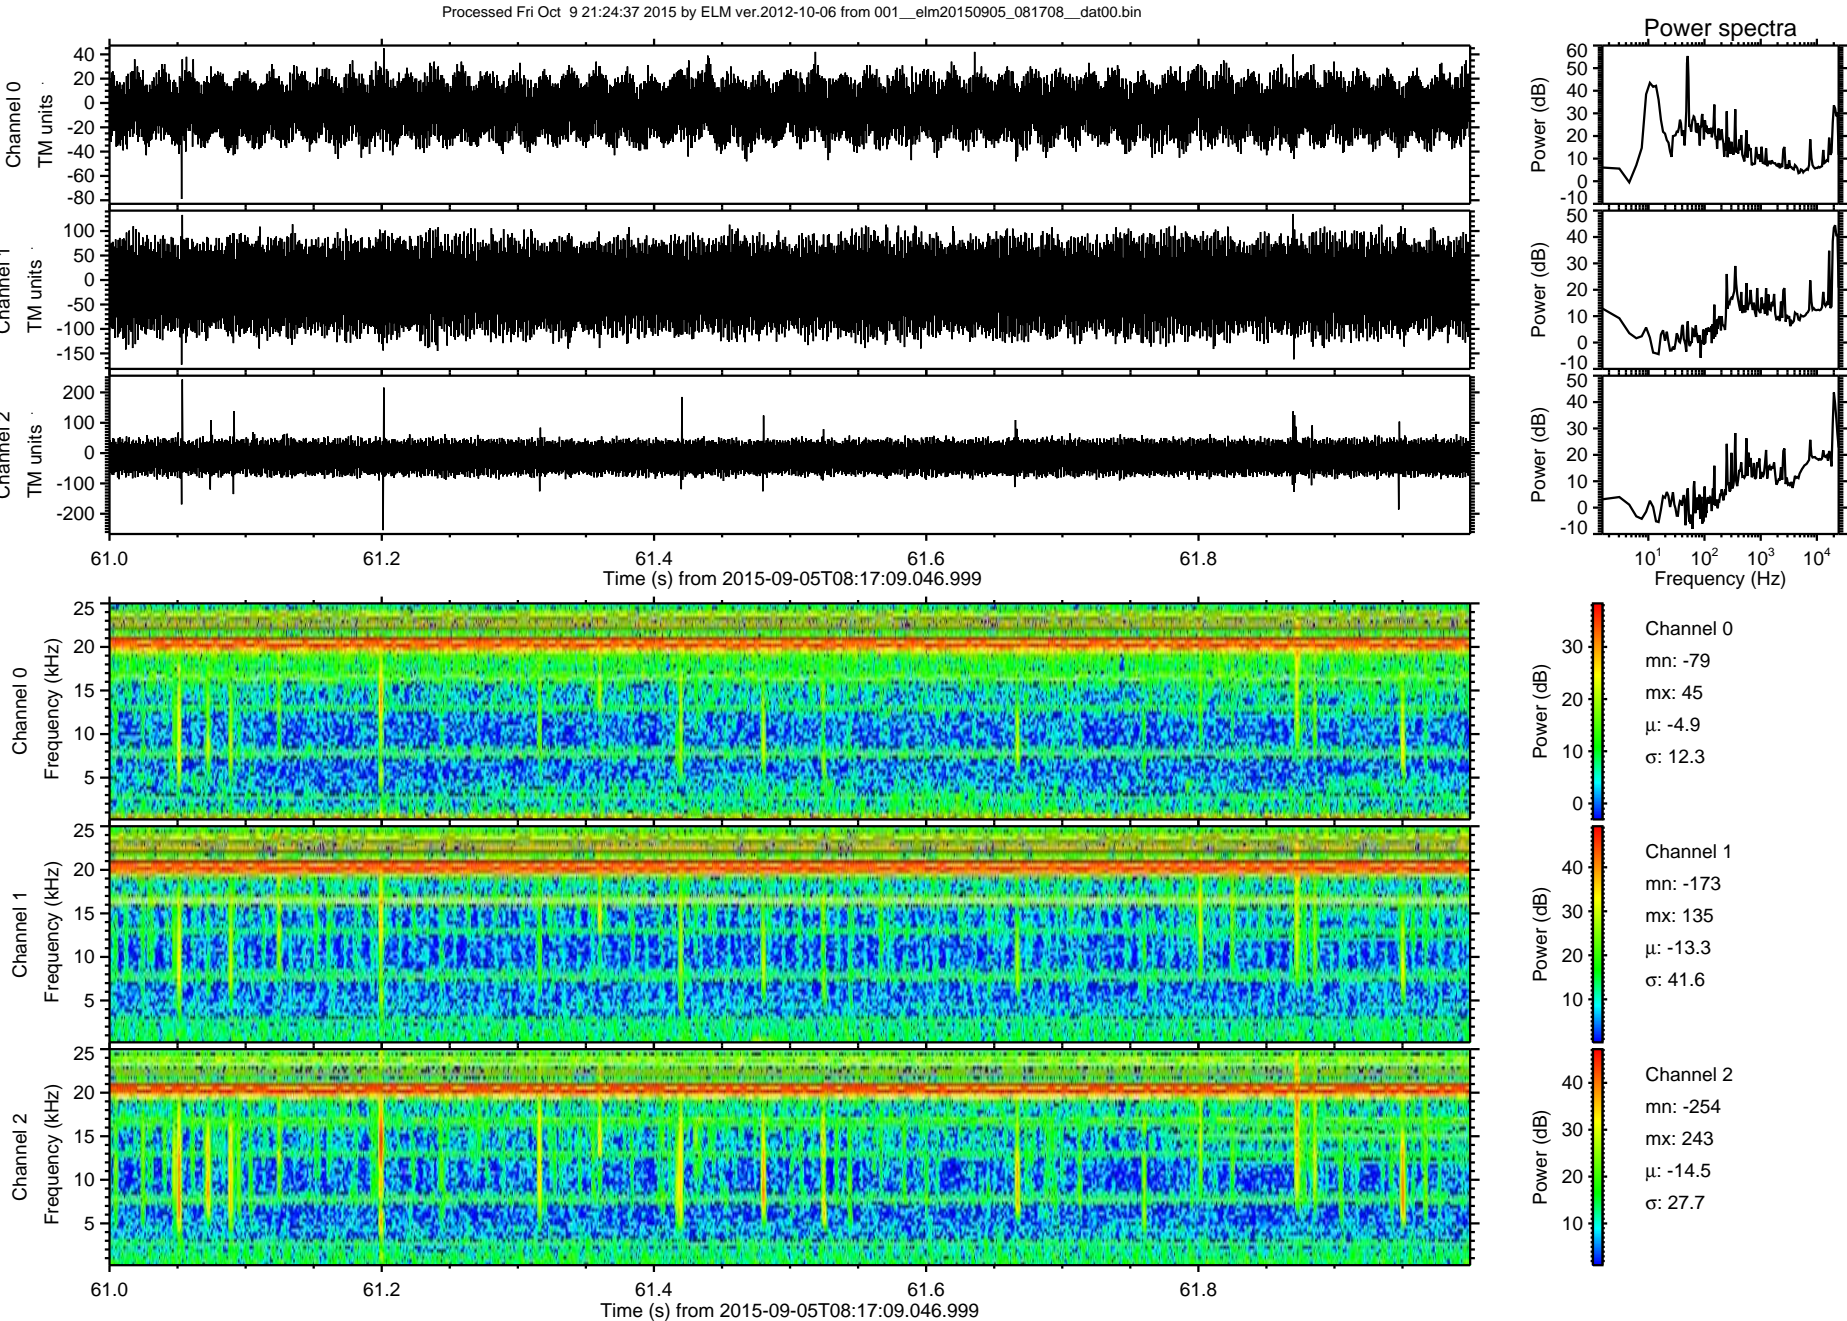 Processed Fri Oct  9 21:24:37 2015 by ELM ver.2012-10-06 from 001__elm20150905_081708__dat00.bin
Power spectra
Channel 0
TM units
40
20
0
-20
-40
-60
-80
Power (dB)
60
50
40
30
20
10
0
-10
Channel 1
TM units
100
50
0
-50
-100
-150
Power (dB)
50
40
30
20
10
0
-10
Channel 2
TM units
200
100
0
-100
-200
Power (dB)
50
40
30
20
10
0
-10
61.0 61.2 61.4 61.6 61.8
Time (s) from 2015-09-05T08:17:09.046.999
10¹ 10² 10³ 10⁴
Frequency (Hz)
Channel 0
Frequency (kHz)
25
20
15
10
5
Power (dB)
30
20
10
0
Channel 0
mn: -79
mx: 45
μ: -4.9
σ: 12.3
Channel 1
Frequency (kHz)
25
20
15
10
5
Power (dB)
40
30
20
10
Channel 1
mn: -173
mx: 135
μ: -13.3
σ: 41.6
Channel 2
Frequency (kHz)
25
20
15
10
5
Power (dB)
40
30
20
10
Channel 2
mn: -254
mx: 243
μ: -14.5
σ: 27.7
61.0 61.2 61.4 61.6 61.8
Time (s) from 2015-09-05T08:17:09.046.999